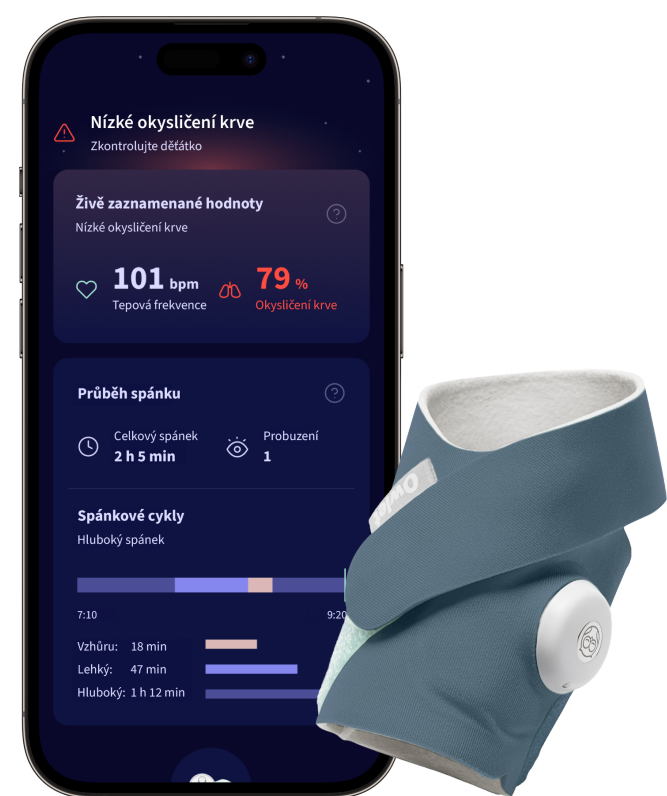 Nízké okysličení krve
Zkontrolujte děťátko
Živě zaznamenané hodnoty
?
Nízké okysličení krve
101 bpm
79 %
Tepová frekvence
Okysličení krve
Průběh spánku
?
Celkový spánek
Probuzení
2 h 5 min
1
Spánkové cykly
Hluboký spánek
7:10
9:20
Vzhůru: 18 min
Lehký: 47 min
Hluboký: 1 h 12 min
Owlet